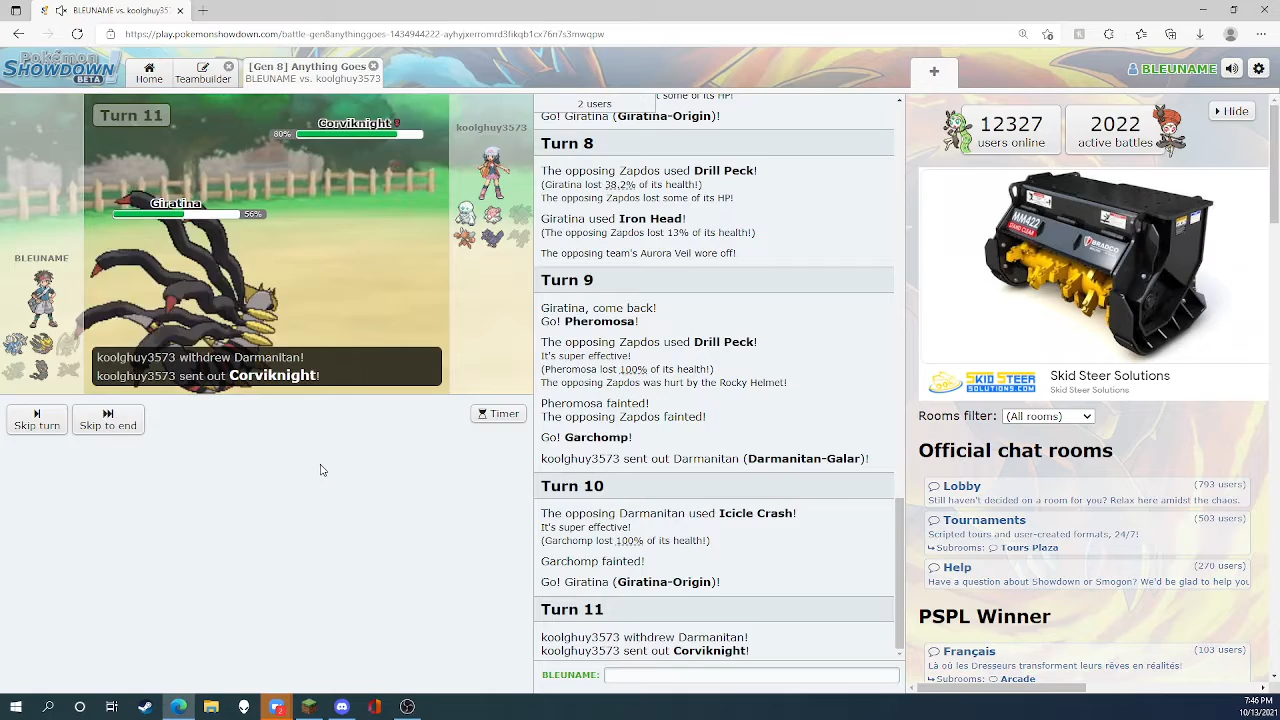 BLEUNAME vs. koolghuy357
https://play.pokemonshowdown.com/battle-gen8anythinggoes-1434944222-ayhyjxerromrd3fikqb1cx76n7s3mwqpw
Pokémon
SHOWDOWN
BETA
Home
Teambuilder
[Gen 8] Anything Goes
BLEUNAME vs. koolghuy3573
BLEUNAME
Turn 11
Corviknight
80%
Giratina
56%
BLEUNAME
koolghuy3573
koolghuy3573 withdrew Darmanitan!
koolghuy3573 sent out Corviknight!
Skip turn
Skip to end
Timer
2 users
t some of its HP!
Go! Giratina (Giratina-Origin)!
Turn 8
The opposing Zapdos used Drill Peck!
(Giratina lost 38.2% of its health!)
The opposing Zapdos lost some of its HP!
Giratina used Iron Head!
(The opposing Zapdos lost 13% of its health!)
The opposing team's Aurora Veil wore off!
Turn 9
Giratina, come back!
Go! Pheromosa!
The opposing Zapdos used Drill Peck!
It's super effective!
(Pheromosa lost 100% of its health!)
The opposing Zapdos was hurt by the Rocky Helmet!
Pheromosa fainted!
The opposing Zapdos fainted!
Go! Garchomp!
koolghuy3573 sent out Darmanitan (Darmanitan-Galar)!
Turn 10
The opposing Darmanitan used Icicle Crash!
It's super effective!
(Garchomp lost 100% of its health!)
Garchomp fainted!
Go! Giratina (Giratina-Origin)!
Turn 11
koolghuy3573 withdrew Darmanitan!
koolghuy3573 sent out Corviknight!
BLEUNAME:
12327
users online
2022
active battles
Hide
MM422
BRADCO
SKID STEER
SOLUTIONS.COM
Skid Steer Solutions
Skid Steer Solutions
Rooms filter: (All rooms)
Official chat rooms
Lobby (793 users)
Still haven't decided on a room for you? Relax here amidst the chaos.
Tournaments (503 users)
Scripted tours and user-created formats, 24/7!
Subrooms: Tours Plaza
Help (270 users)
Have a question about Showdown or Smogon? We'd be glad to help you
PSPL Winner
Français (103 users)
Là où les Dresseurs transforment leurs rêves en réalités!
Subrooms: Arcade
7:46 PM
10/13/2021